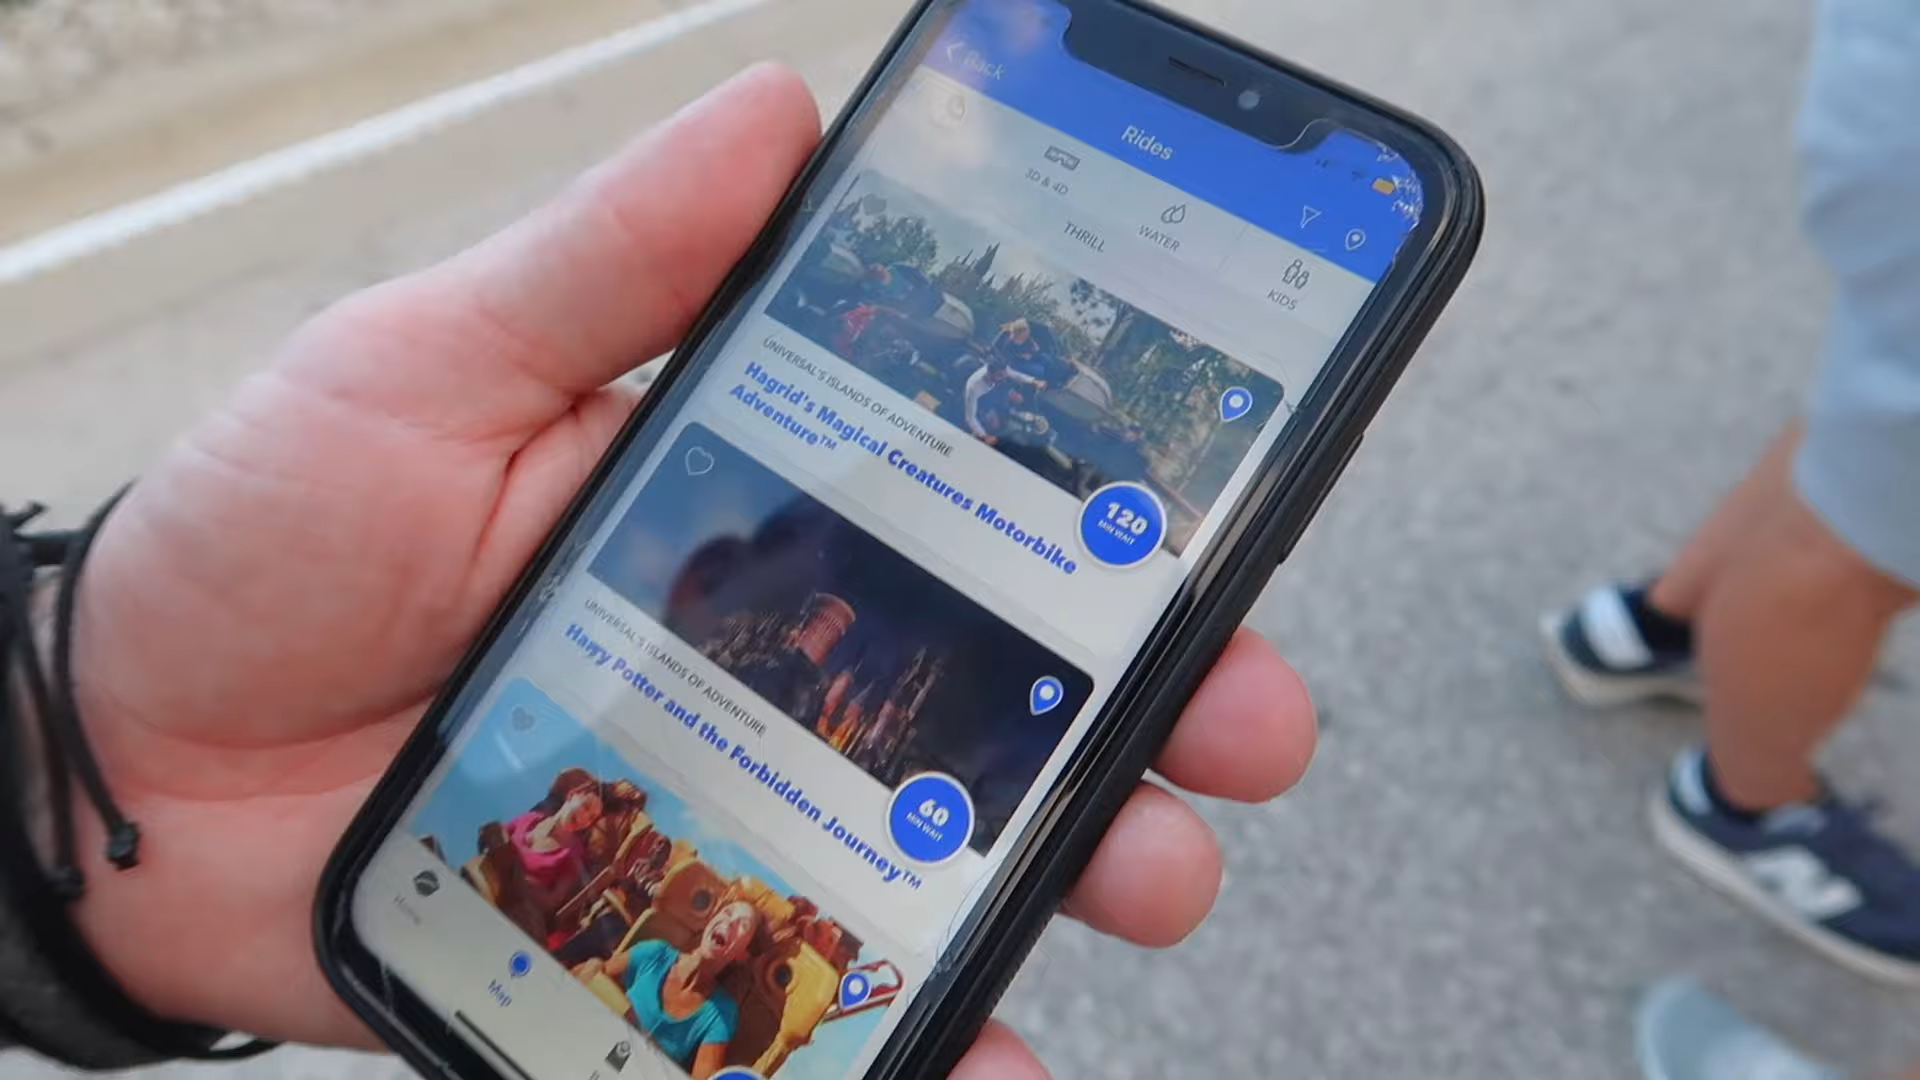 Back
Rides
3D & 4D
THRILL
WATER
KIDS
UNIVERSAL'S ISLANDS OF ADVENTURE
Hagrid's Magical Creatures Motorbike
Adventure™
120
MIN WAIT
UNIVERSAL'S ISLANDS OF ADVENTURE
Harry Potter and the Forbidden Journey™
60
MIN WAIT
Home
Map
N